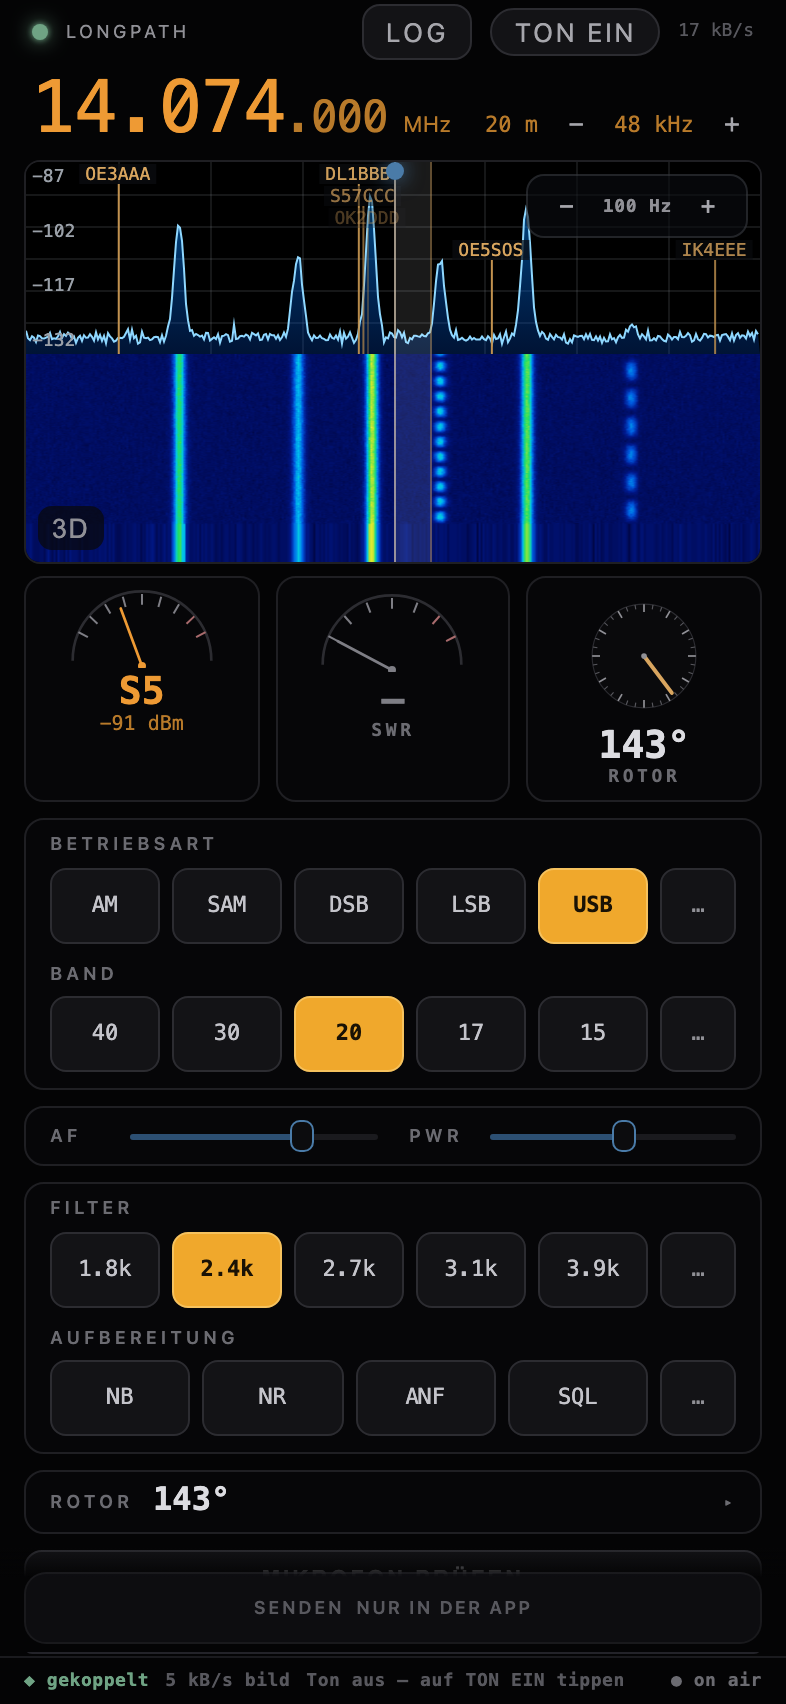 LONGPATH LOG TON EIN 17 kB/s
14.074.000 MHz 20 m − 48 kHz +
−87 OE3AAA DL1BBB
S57CCC − 100 Hz +
OK2DDD
−102
OE5SOS IK4EEE
−117
−132
3D
S5
−91 dBm
—
SWR
143°
ROTOR
BETRIEBSART
AM SAM DSB LSB USB …
BAND
40 30 20 17 15 …
AF PWR
FILTER
1.8k 2.4k 2.7k 3.1k 3.9k …
AUFBEREITUNG
NB NR ANF SQL …
ROTOR 143° ▸
MIKROFON PRÜFEN
SENDEN NUR IN DER APP
◆ gekoppelt 5 kB/s bild Ton aus — auf TON EIN tippen ● on air